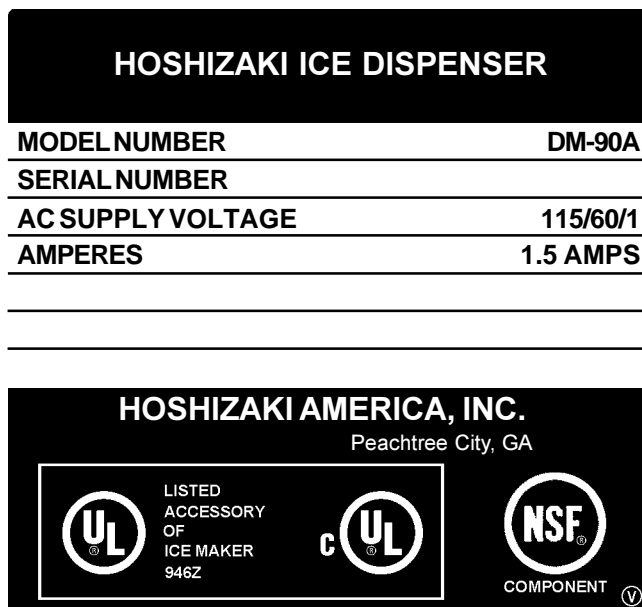 HOSHIZAKI ICE DISPENSER
MODEL NUMBER DM-90A
SERIAL NUMBER
AC SUPPLY VOLTAGE 115/60/1
AMPERES 1.5 AMPS
HOSHIZAKI AMERICA, INC.
Peachtree City, GA
UL ®
LISTED
ACCESSORY
OF
ICE MAKER
946Z
C UL ®
NSF®
COMPONENT
V